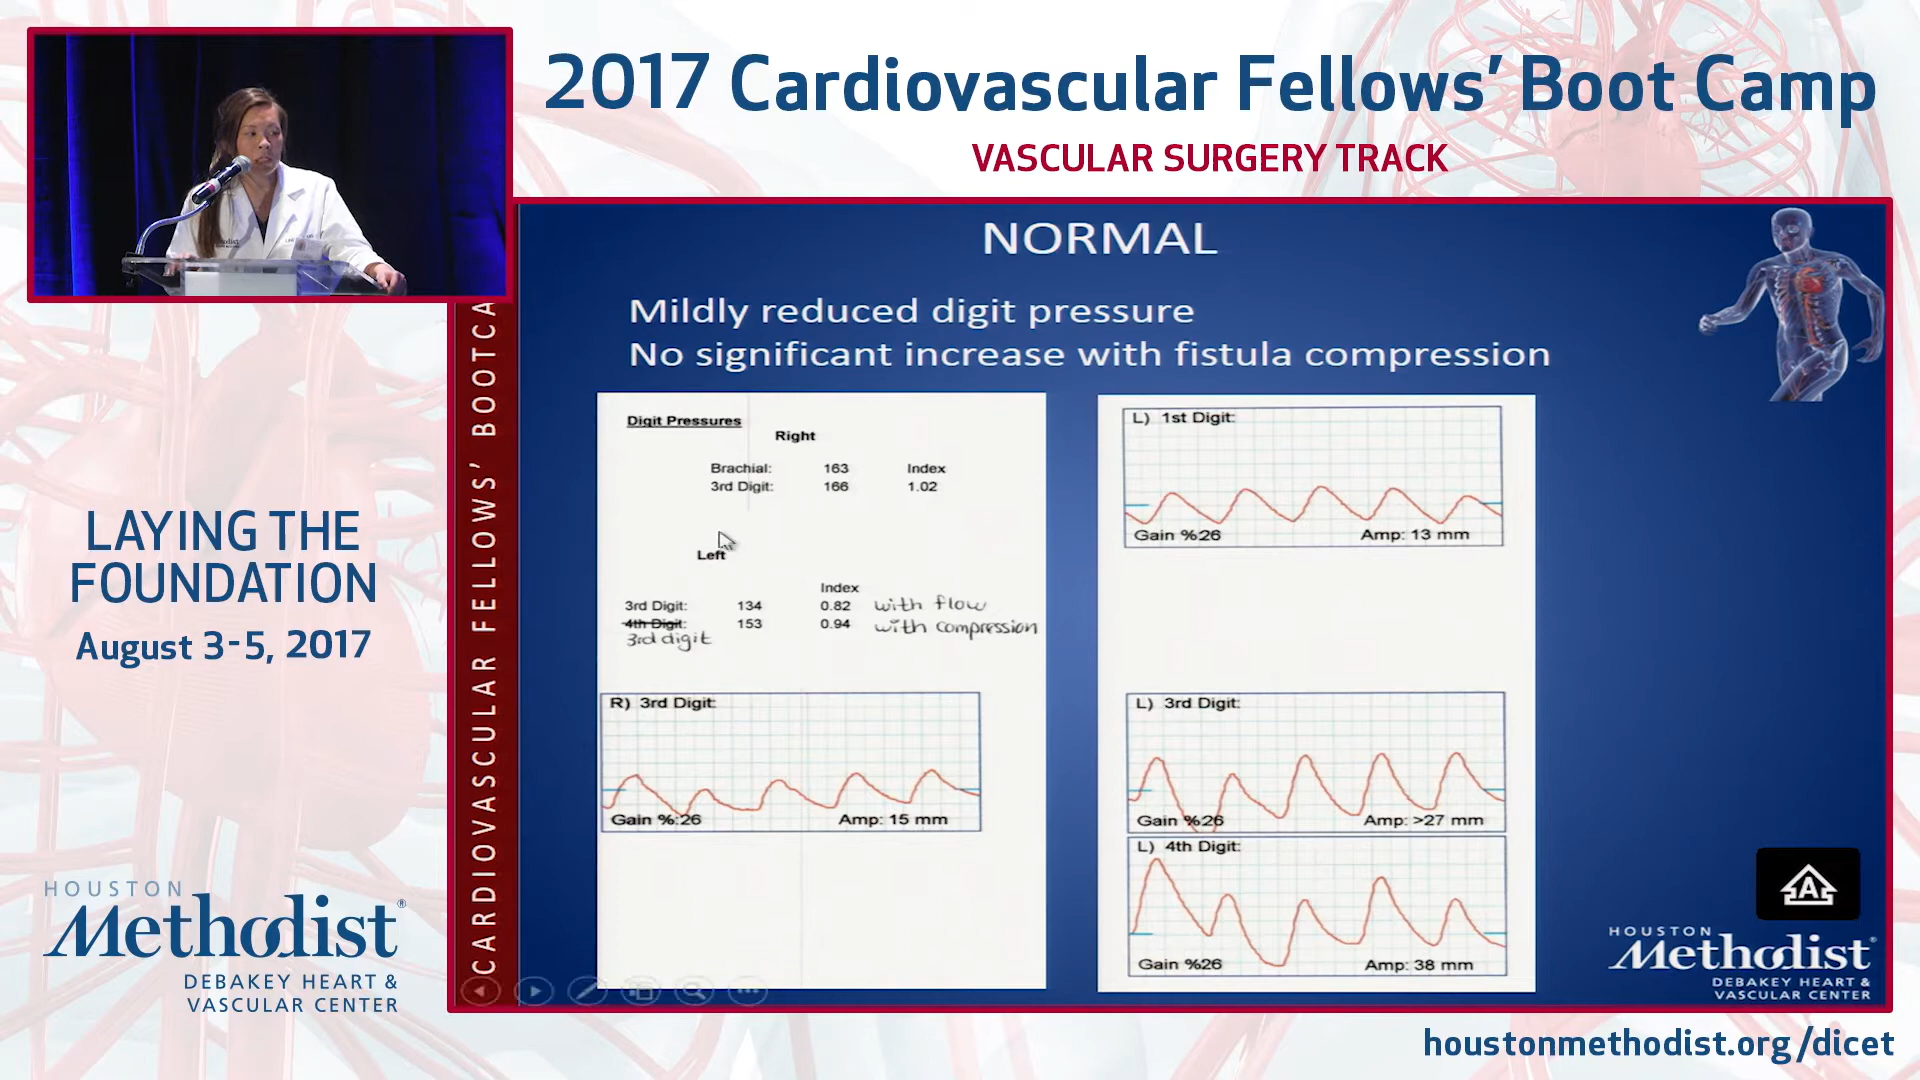 2017 Cardiovascular Fellows' Boot Camp
VASCULAR SURGERY TRACK
LAYING THE
FOUNDATION
August 3-5, 2017
HOUSTON
Methodist®
DEBAKEY HEART &
VASCULAR CENTER
CARDIOVASCULAR FELLOWS' BOOTCA
NORMAL
Mildly reduced digit pressure
No significant increase with fistula compression
Digit Pressures
Right
Brachial: 163 Index
3rd Digit: 166 1.02
Left
Index
3rd Digit: 134 0.82 with flow
4th Digit: 153 0.94 with compression
3rd digit
R) 3rd Digit:
Gain %:26 Amp: 15 mm
L) 1st Digit:
Gain %26 Amp: 13 mm
L) 3rd Digit:
Gain %26 Amp: >27 mm
L) 4th Digit:
Gain %26 Amp: 38 mm
A
HOUSTON
Methodist®
DEBAKEY HEART &
VASCULAR CENTER
houstonmethodist.org/dicet